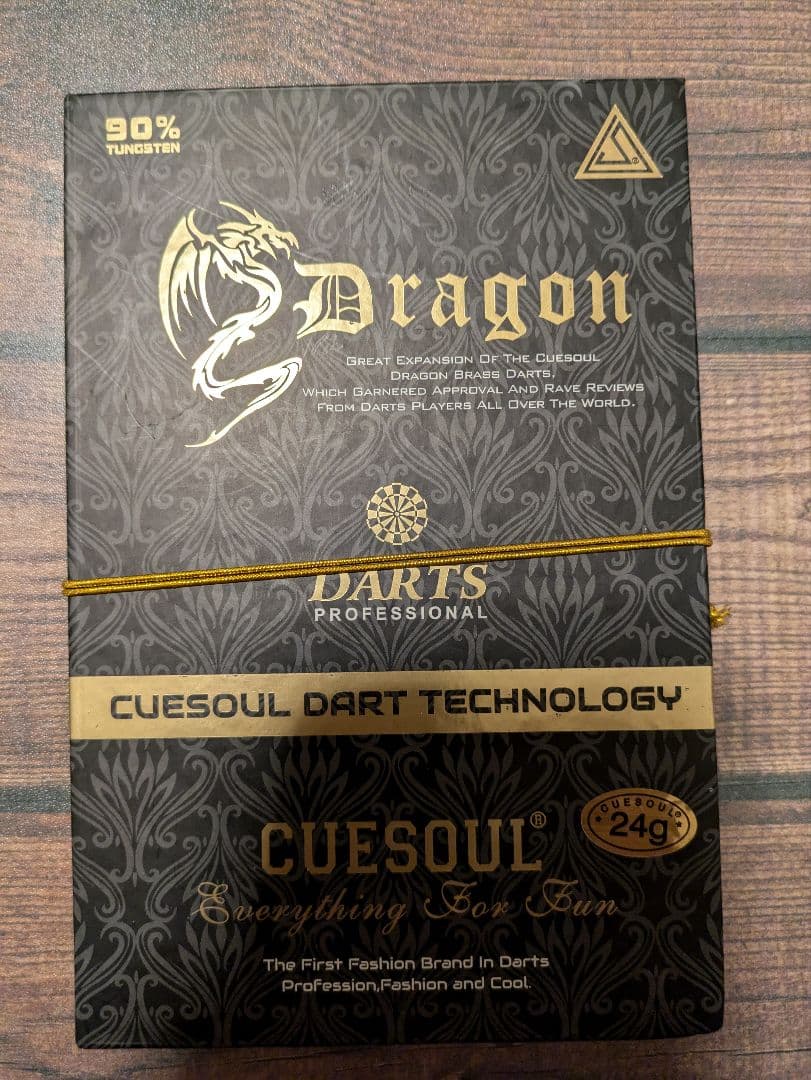 90%
TUNGSTEN
Dragon
GREAT EXPANSION OF THE CUESOUL
DRAGON BRASS DARTS.
WHICH GARNERED APPROVAL AND RAVE REVIEWS
FROM DARTS PLAYERS ALL OVER THE WORLD.
DARTS
PROFESSIONAL
CUESOUL DART TECHNOLOGY
CUESOUL®
24g
CUESOUL®
Everything For Fun
The First Fashion Brand In Darts
Profession,Fashion and Cool.